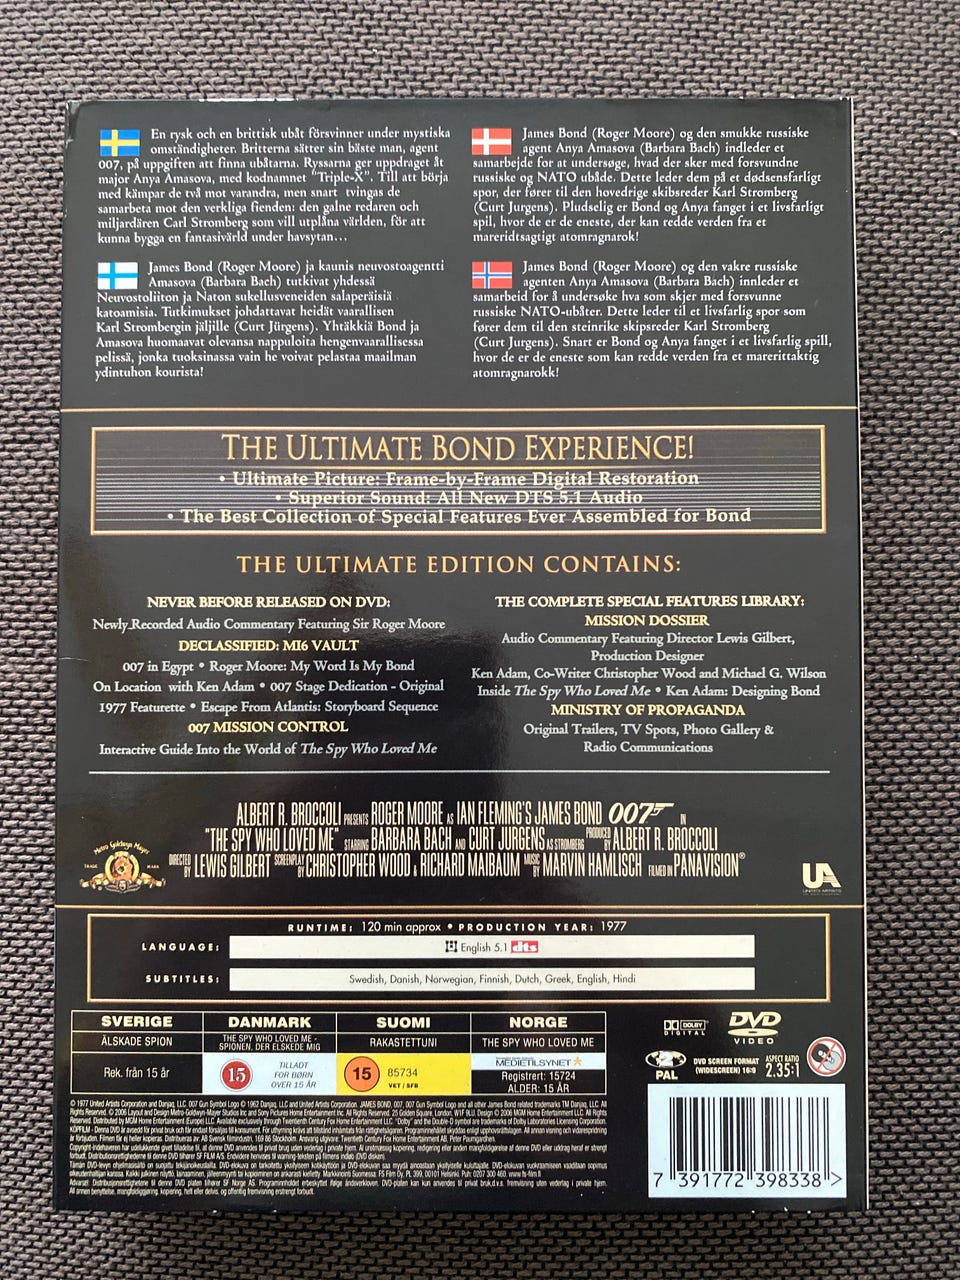 En rysk och en brittisk ubåt försvinner under mystiska
omständigheter. Britterna sätter sin bäste man, agent
007, på uppgiften att finna ubåtarna. Ryssarna ger uppdraget åt
major Anya Amasova, med kodnamnet "Triple-X". Till att börja
med kämpar de två mot varandra, men snart tvingas de
samarbeta mot den verkliga fienden: den galne redaren och
miljardären Carl Stromberg som vill utplåna världen, för att
kunna bygga en fantasivärld under havsytan...
James Bond (Roger Moore) og den smukke russiske
agent Anya Amasova (Barbara Bach) indleder et
samarbejde for at undersøge, hvad der sker med forsvundne
russiske og NATO ubåde. Dette leder dem på et dødsensfarligt
spor, der fører til den hovedrige skibsreder Karl Stromberg
(Curt Jurgens). Pludselig er Bond og Anya fanget i et livsfarligt
spil, hvor de er de eneste, der kan redde verden fra et
mareridtsagtigt atomragnarok!
James Bond (Roger Moore) ja kaunis neuvostoagentti
Amasova (Barbara Bach) tutkivat yhdessä
Neuvostoliiton ja Naton sukellusveneiden salaperäisiä
katoamisia. Tutkimukset johdattavat heidät vaarallisen
Karl Strombergin jäljille (Curt Jürgens). Yhtäkkiä Bond ja
Amasova huomaavat olevansa nappuloita hengenvaarallisessa
pelissä, jonka tuoksinassa vain he voivat pelastaa maailman
ydintuhon kourista!
James Bond (Roger Moore) og den vakre russiske
agenten Anya Amasova (Barbara Bach) innleder et
samarbeid for å undersøke hva som skjer med forsvunne
russiske NATO-ubåter. Dette leder til et livsfarlig spor som
fører dem til den steinrike skipsreder Karl Stromberg
(Curt Jurgens). Snart er Bond og Anya fanget i et livsfarlig spill,
hvor de er de eneste som kan redde verden fra et marerittaktig
atomragnarokk!
THE ULTIMATE BOND EXPERIENCE!
• Ultimate Picture: Frame-by-Frame Digital Restoration
• Superior Sound: All New DTS 5.1 Audio
• The Best Collection of Special Features Ever Assembled for Bond
THE ULTIMATE EDITION CONTAINS:
NEVER BEFORE RELEASED ON DVD:
Newly Recorded Audio Commentary Featuring Sir Roger Moore
DECLASSIFIED: MI6 VAULT
007 in Egypt • Roger Moore: My Word Is My Bond
On Location with Ken Adam • 007 Stage Dedication - Original
1977 Featurette • Escape From Atlantis: Storyboard Sequence
007 MISSION CONTROL
Interactive Guide Into the World of The Spy Who Loved Me
THE COMPLETE SPECIAL FEATURES LIBRARY:
MISSION DOSSIER
Audio Commentary Featuring Director Lewis Gilbert,
Production Designer
Ken Adam, Co-Writer Christopher Wood and Michael G. Wilson
Inside The Spy Who Loved Me • Ken Adam: Designing Bond
MINISTRY OF PROPAGANDA
Original Trailers, TV Spots, Photo Gallery &
Radio Communications
ALBERT R. BROCCOLI PRESENTS ROGER MOORE AS IAN FLEMING'S JAMES BOND 007 IN
"THE SPY WHO LOVED ME" STARRING BARBARA BACH AND CURT JURGENS AS STROMBERG PRODUCED BY ALBERT R. BROCCOLI
DIRECTED BY LEWIS GILBERT SCREENPLAY BY CHRISTOPHER WOOD & RICHARD MAIBAUM MUSIC BY MARVIN HAMLISCH FILMED IN PANAVISION®
Metro Goldwyn Mayer
TRADE MARK
UA
UNITED ARTISTS
RUNTIME: 120 min approx • PRODUCTION YEAR: 1977
LANGUAGE: English 5.1 dts
SUBTITLES: Swedish, Danish, Norwegian, Finnish, Dutch, Greek, English, Hindi
SVERIGE
ÄLSKADE SPION
Rek. från 15 år
DANMARK
THE SPY WHO LOVED ME -
SPIONEN, DER ELSKEDE MIG
15
TILLADT
FOR BØRN
OVER 15 ÅR
SUOMI
RAKASTETTUNI
15
85734
VET / SFB
NORGE
THE SPY WHO LOVED ME
MEDIETILSYNET
Registrert: 15724
ALDER: 15 ÅR
DOLBY
DIGITAL
DVD
VIDEO
2
PAL
DVD SCREEN FORMAT
(WIDESCREEN) 16:9
ASPECT RATIO
2.35:1
7 391772 398338 >